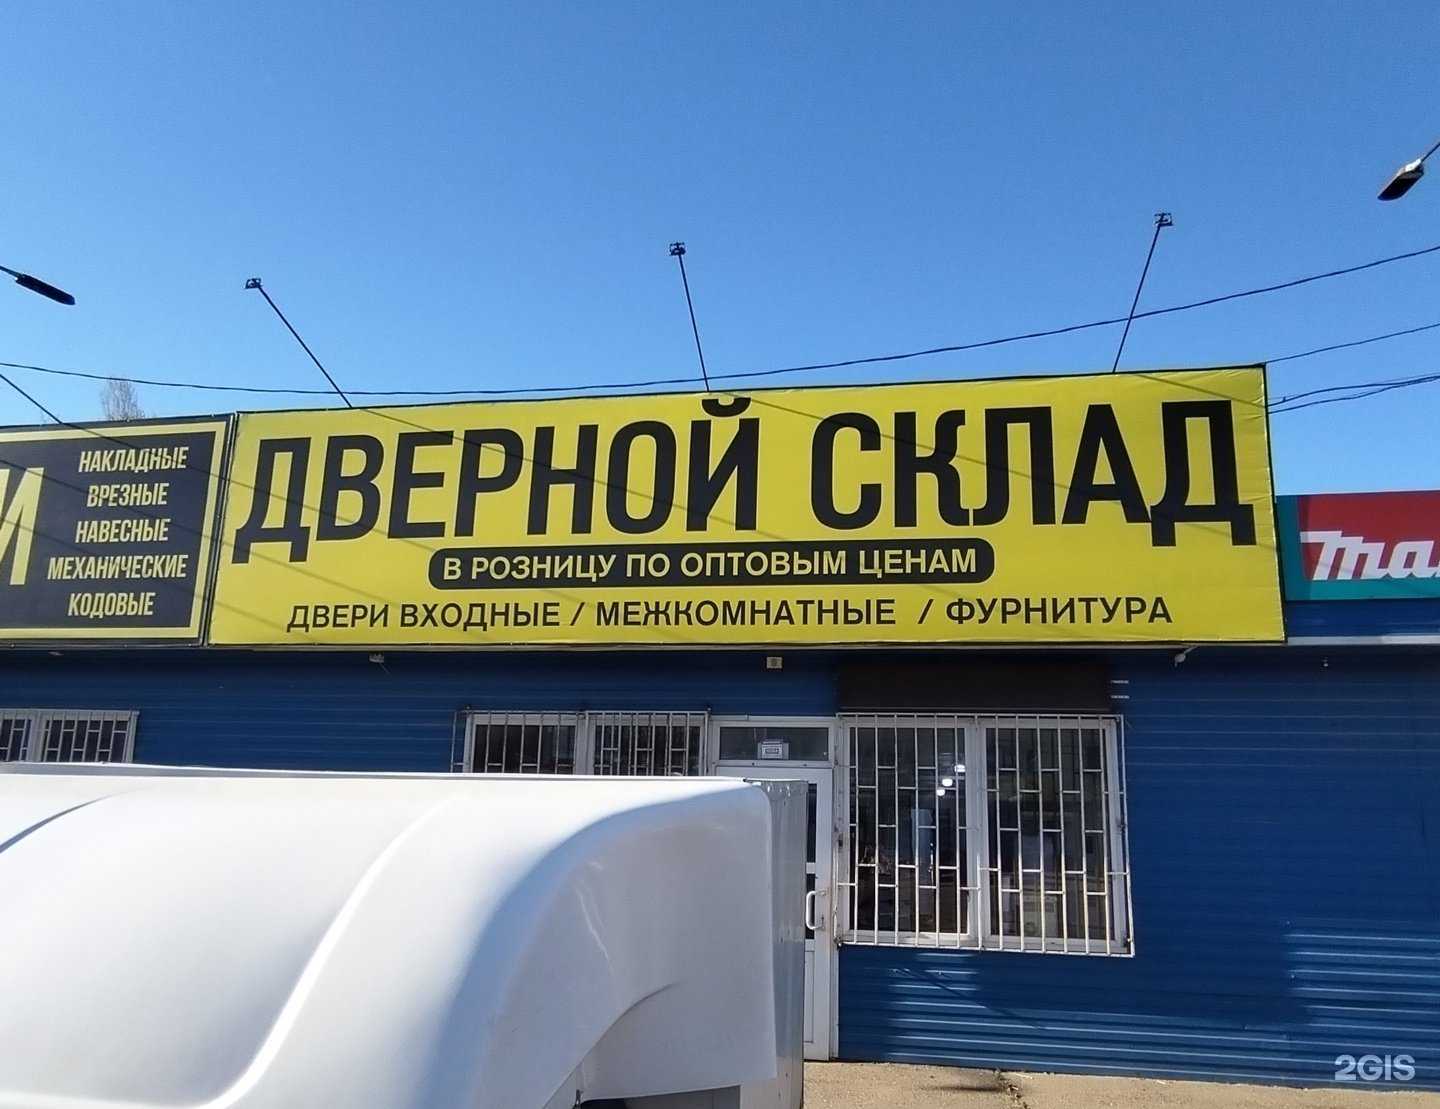 НАКЛАДНЫЕ
ВРЕЗНЫЕ
НАВЕСНЫЕ
МЕХАНИЧЕСКИЕ
КОДОВЫЕ
ДВЕРНОЙ СКЛАД
В РОЗНИЦУ ПО ОПТОВЫМ ЦЕНАМ
ДВЕРИ ВХОДНЫЕ / МЕЖКОМНАТНЫЕ / ФУРНИТУРА
2GIS